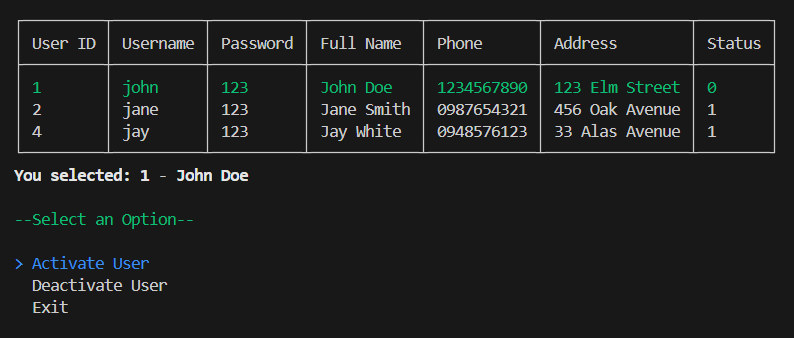 User ID Username Password Full Name Phone Address Status
1 john 123 John Doe 1234567890 123 Elm Street 0
2 jane 123 Jane Smith 0987654321 456 Oak Avenue 1
4 jay 123 Jay White 0948576123 33 Alas Avenue 1
You selected: 1 - John Doe
--Select an Option--
> Activate User
Deactivate User
Exit